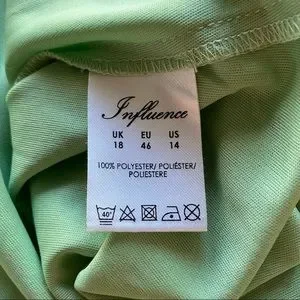 Influence
UK EU US
18 46 14
100% POLYESTER/ POLIÉSTER/
POLIESTERE
40°